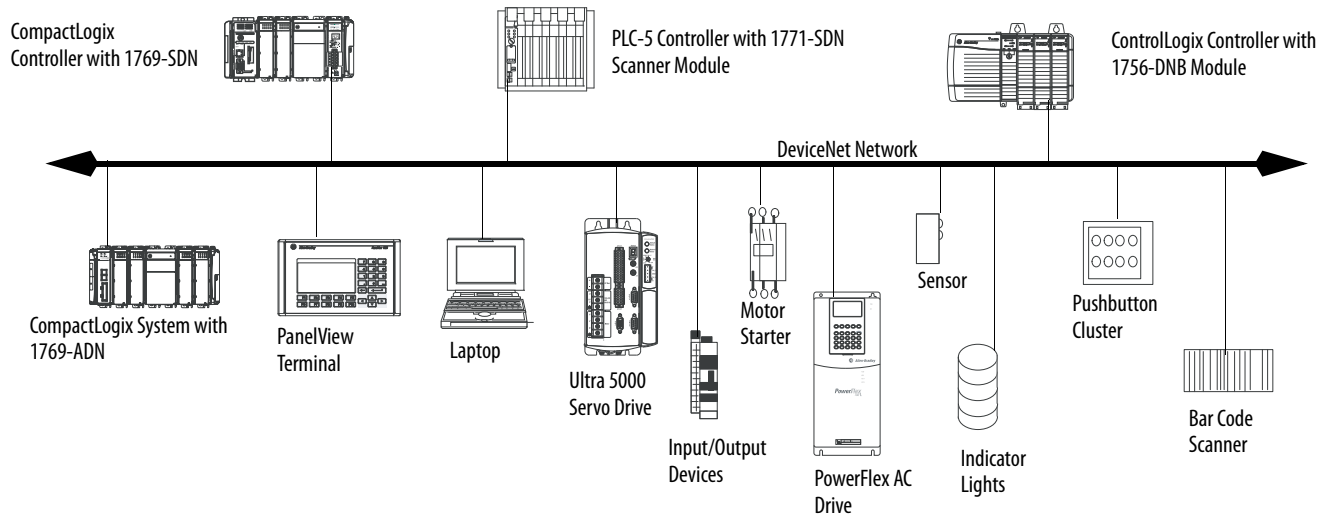 CompactLogix
Controller with 1769-SDN
PLC-5 Controller with 1771-SDN
Scanner Module
ControlLogix Controller with
1756-DNB Module
DeviceNet Network
CompactLogix System with
1769-ADN
PanelView
Terminal
Laptop
Ultra 5000
Servo Drive
Input/Output
Devices
Motor
Starter
PowerFlex
PowerFlex AC
Drive
Sensor
Indicator
Lights
Pushbutton
Cluster
Bar Code
Scanner